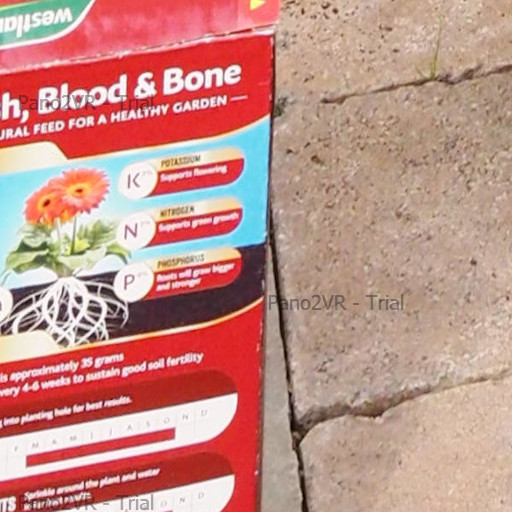 westlan
h, Blood & Bone
URAL FEED FOR A HEALTHY GARDEN
K
POTASSIUM
Supports flowering
N
NITROGEN
Supports green growth
P
PHOSPHORUS
Roots will grow bigger
and stronger
is approximately 35 grams
very 4-6 weeks to sustain good soil fertility
g into planting hole for best results.
F M A M J J A S O N D
Sprinkle around the plant and water
O N D
Pano2VR - Trial
Pano2VR - Trial
Pano2VR - Trial